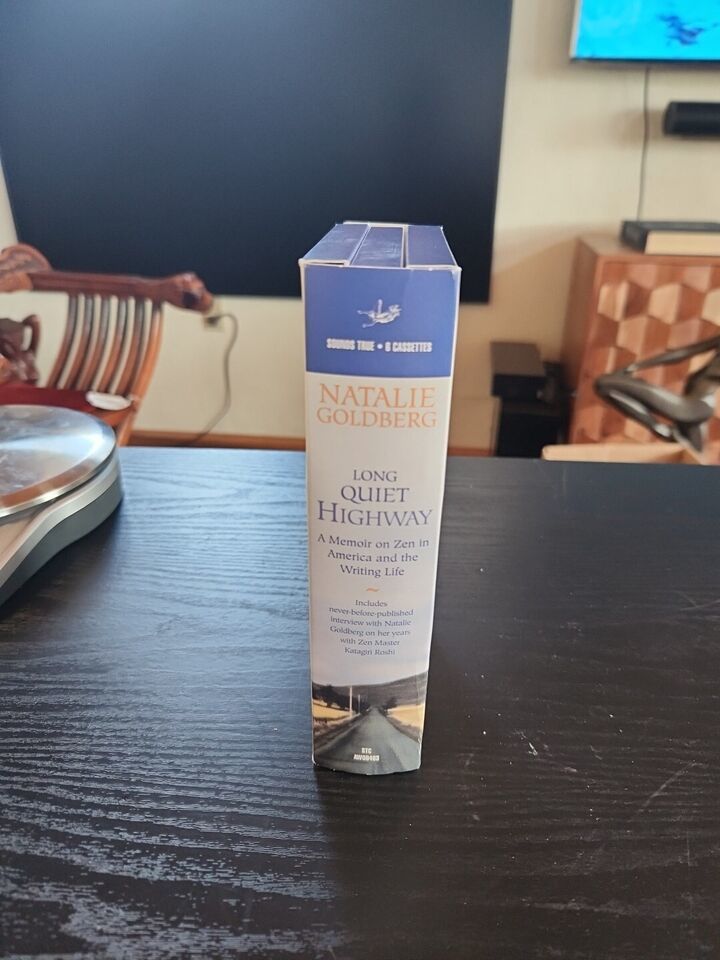 SOUNDS TRUE • 6 CASSETTES
NATALIE
GOLDBERG
LONG
QUIET
HIGHWAY
A Memoir on Zen in
America and the
Writing Life
~
Includes
never-before-published
interview with Natalie
Goldberg on her years
with Zen Master
Katagiri Roshi
STC